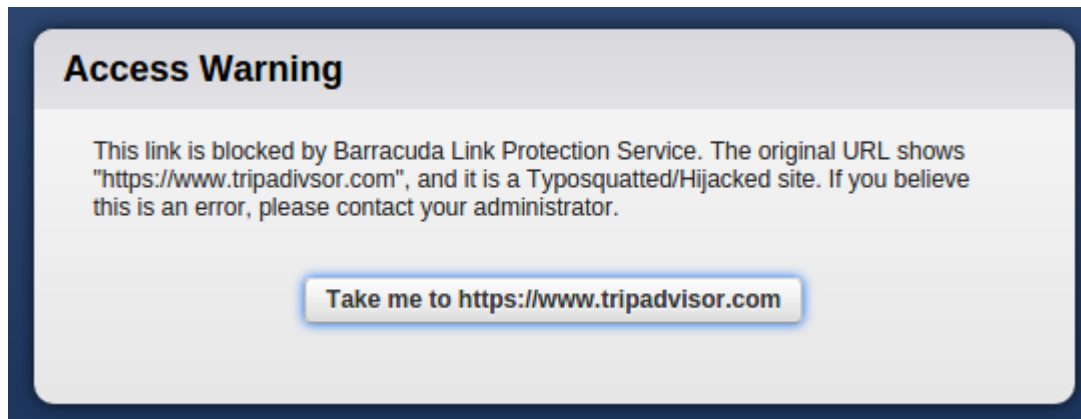 Access Warning
This link is blocked by Barracuda Link Protection Service. The original URL shows
"https://www.tripadivsor.com", and it is a Typosquatted/Hijacked site. If you believe
this is an error, please contact your administrator.
Take me to https://www.tripadvisor.com